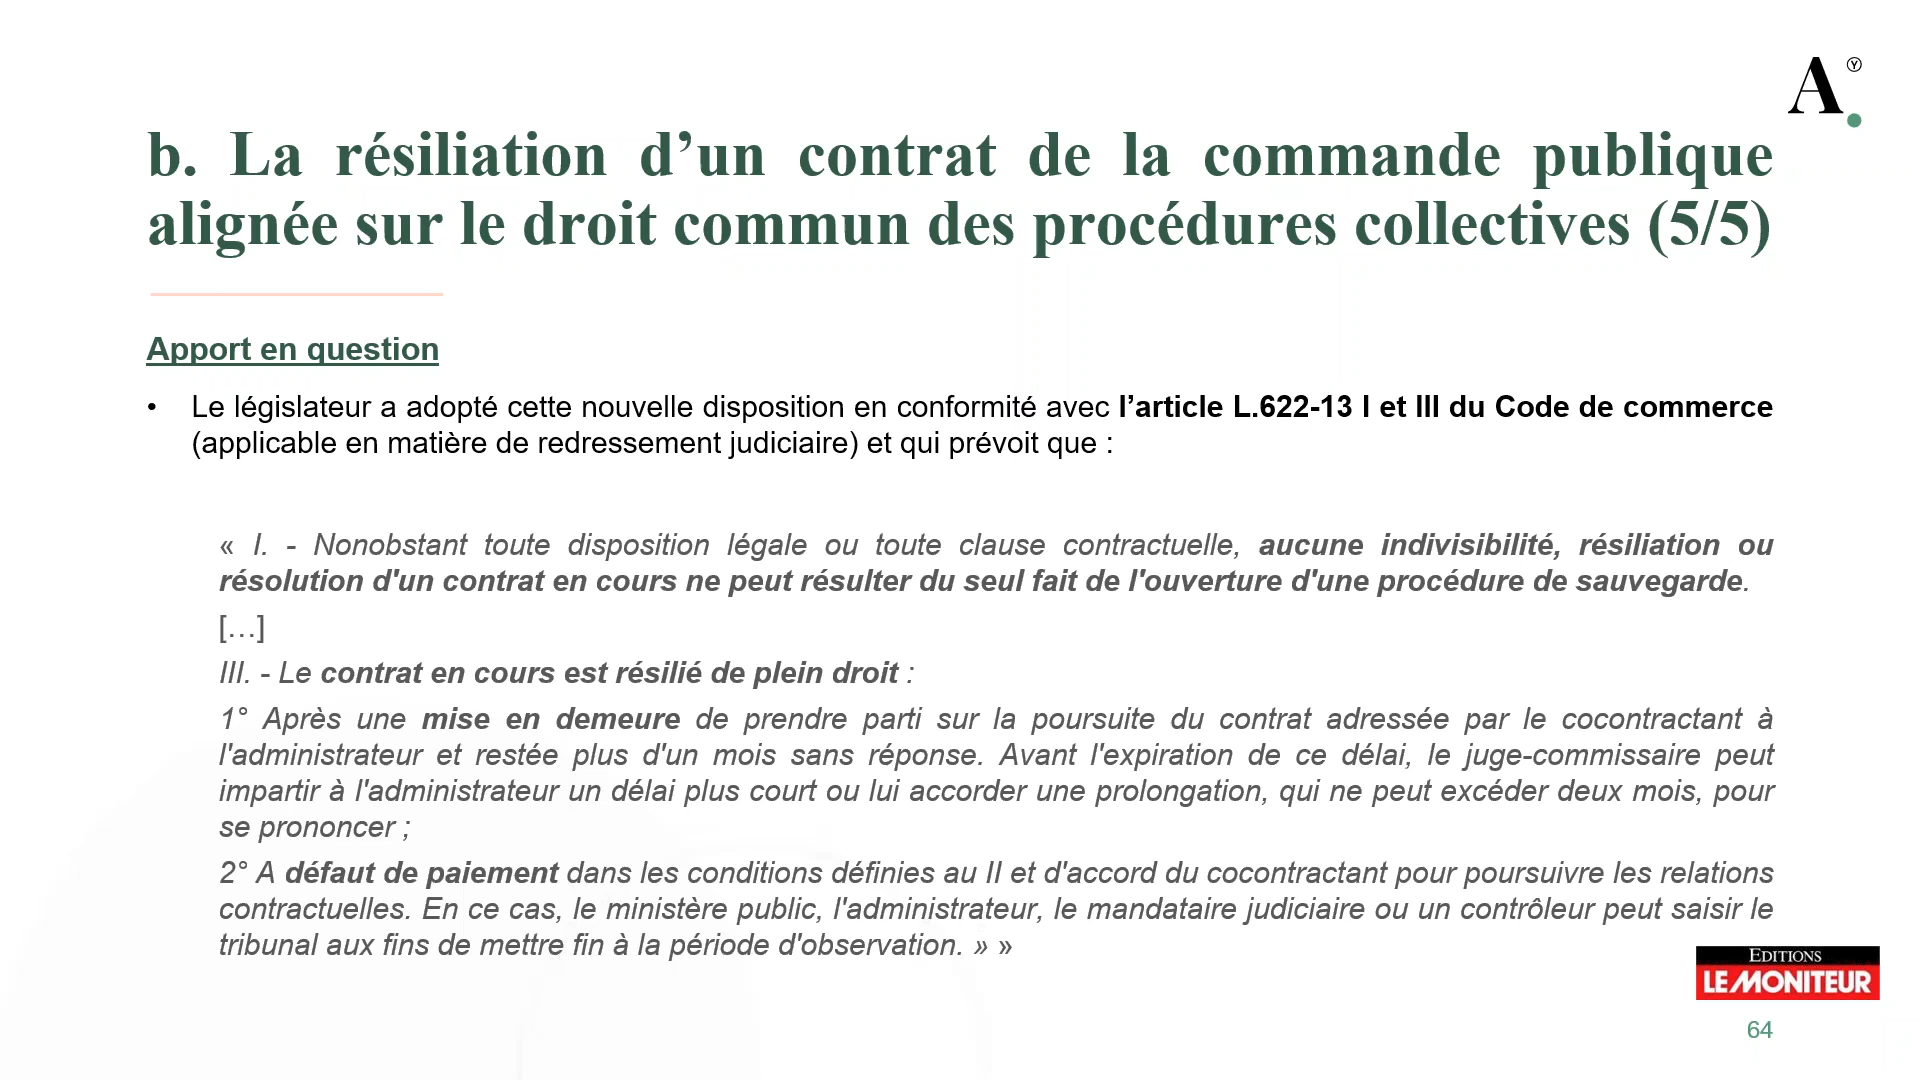 A
Y
b. La résiliation d’un contrat de la commande publique
alignée sur le droit commun des procédures collectives (5/5)
Apport en question
• Le législateur a adopté cette nouvelle disposition en conformité avec l’article L.622-13 I et III du Code de commerce
(applicable en matière de redressement judiciaire) et qui prévoit que :
« I. - Nonobstant toute disposition légale ou toute clause contractuelle, aucune indivisibilité, résiliation ou
résolution d'un contrat en cours ne peut résulter du seul fait de l'ouverture d'une procédure de sauvegarde.
[…]
III. - Le contrat en cours est résilié de plein droit :
1° Après une mise en demeure de prendre parti sur la poursuite du contrat adressée par le cocontractant à
l'administrateur et restée plus d'un mois sans réponse. Avant l'expiration de ce délai, le juge-commissaire peut
impartir à l'administrateur un délai plus court ou lui accorder une prolongation, qui ne peut excéder deux mois, pour
se prononcer ;
2° A défaut de paiement dans les conditions définies au II et d'accord du cocontractant pour poursuivre les relations
contractuelles. En ce cas, le ministère public, l'administrateur, le mandataire judiciaire ou un contrôleur peut saisir le
tribunal aux fins de mettre fin à la période d'observation. » »
EDITIONS
LE MONITEUR
64